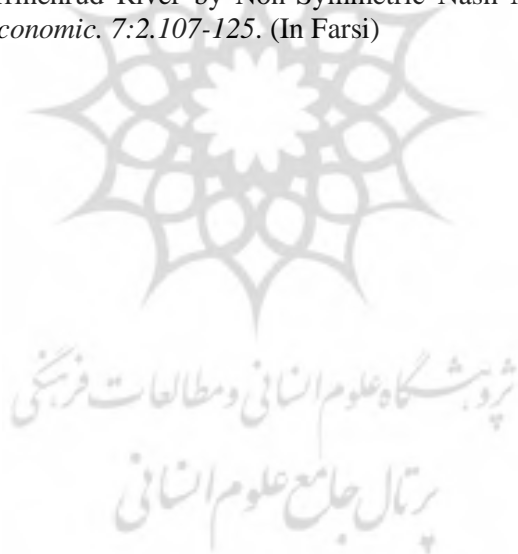 River by Non-Symmetric Nash
conomic. 7:2.107-125. (In Farsi)
پژوهشگاه علوم انسانی و مطالعات فرهنگی
پرتال جامع علوم انسانی